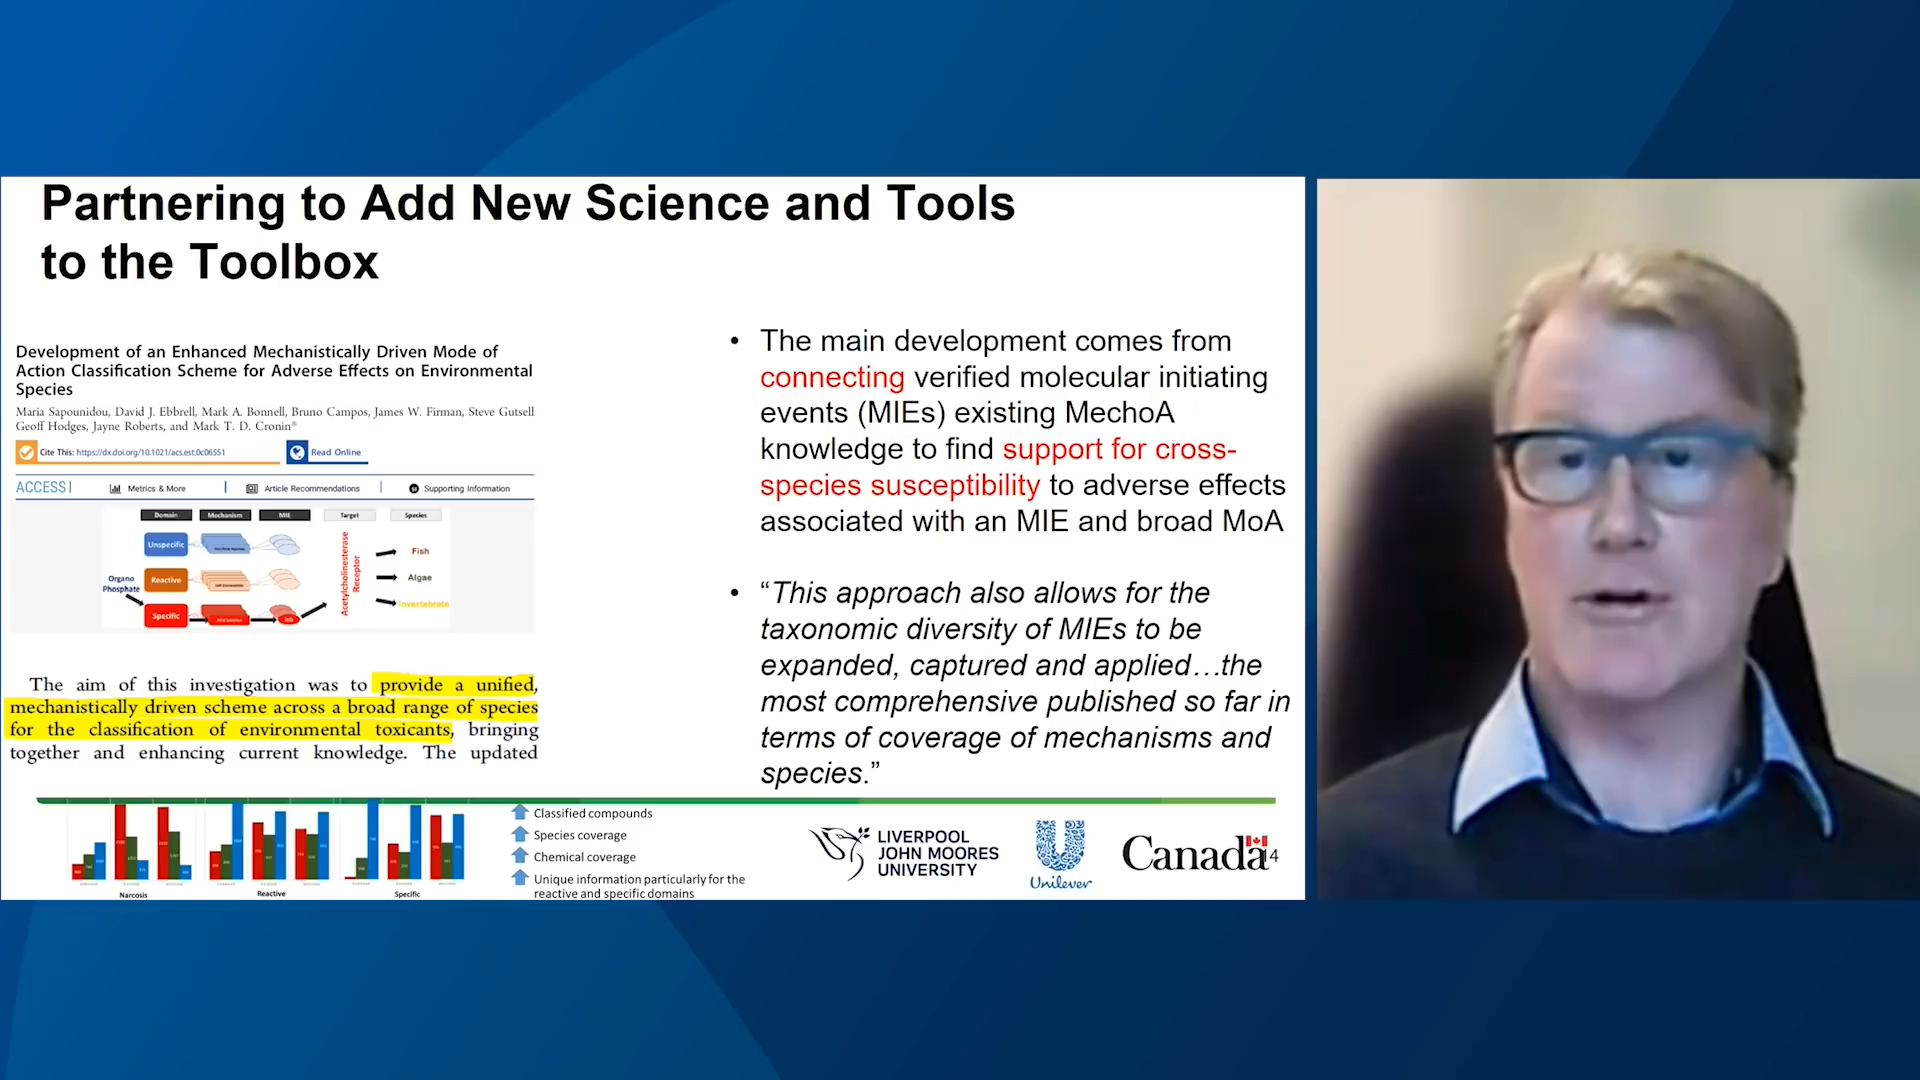 Partnering to Add New Science and Tools
to the Toolbox
Development of an Enhanced Mechanistically Driven Mode of
Action Classification Scheme for Adverse Effects on Environmental
Species
Maria Sapounidou, David J. Ebbrell, Mark A. Bonnell, Bruno Campos, James W. Firman, Steve Gutsell
Geoff Hodges, Jayne Roberts, and Mark T. D. Cronin*
Cite This: https://dx.doi.org/10.1021/acs.est.0c06551
Read Online
ACCESS
Metrics & More
Article Recommendations
Supporting Information
Domain
Mechanism
MIE
Target
Species
Unspecific
Organo
Phosphate
Reactive
Specific
Acetylcholinesterase
Receptor
Fish
Algae
Invertebrate
The aim of this investigation was to provide a unified,
mechanistically driven scheme across a broad range of species
for the classification of environmental toxicants, bringing
together and enhancing current knowledge. The updated
• The main development comes from
connecting verified molecular initiating
events (MIEs) existing MechoA
knowledge to find support for cross-
species susceptibility to adverse effects
associated with an MIE and broad MoA
• “This approach also allows for the
taxonomic diversity of MIEs to be
expanded, captured and applied…the
most comprehensive published so far in
terms of coverage of mechanisms and
species.”
Narcosis
Reactive
Specific
Classified compounds
Species coverage
Chemical coverage
Unique information particularly for the
reactive and specific domains
LIVERPOOL
JOHN MOORES
UNIVERSITY
Unilever
Canada
14